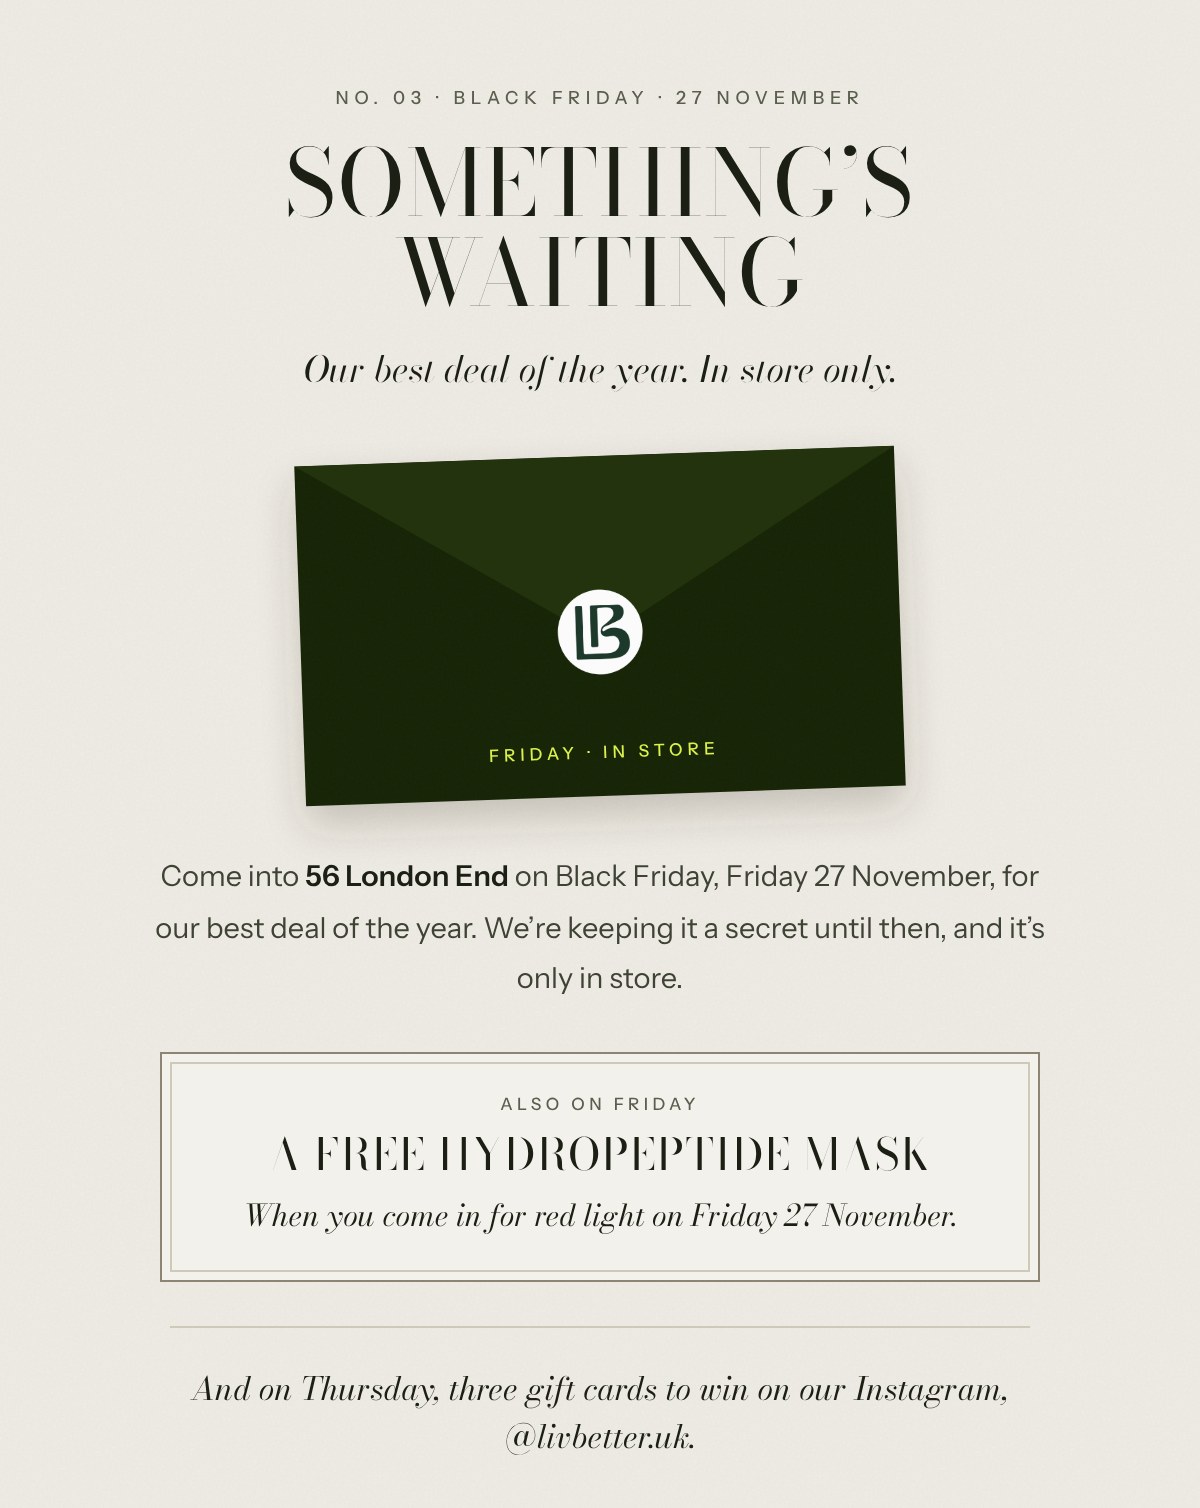 NO. 03 · BLACK FRIDAY · 27 NOVEMBER
SOMETHING’S
WAITING
Our best deal of the year. In store only.
LB
FRIDAY · IN STORE
Come into 56 London End on Black Friday, Friday 27 November, for
our best deal of the year. We’re keeping it a secret until then, and it’s
only in store.
ALSO ON FRIDAY
A FREE HYDROPEPTIDE MASK
When you come in for red light on Friday 27 November.
And on Thursday, three gift cards to win on our Instagram,
@livbetter.uk.